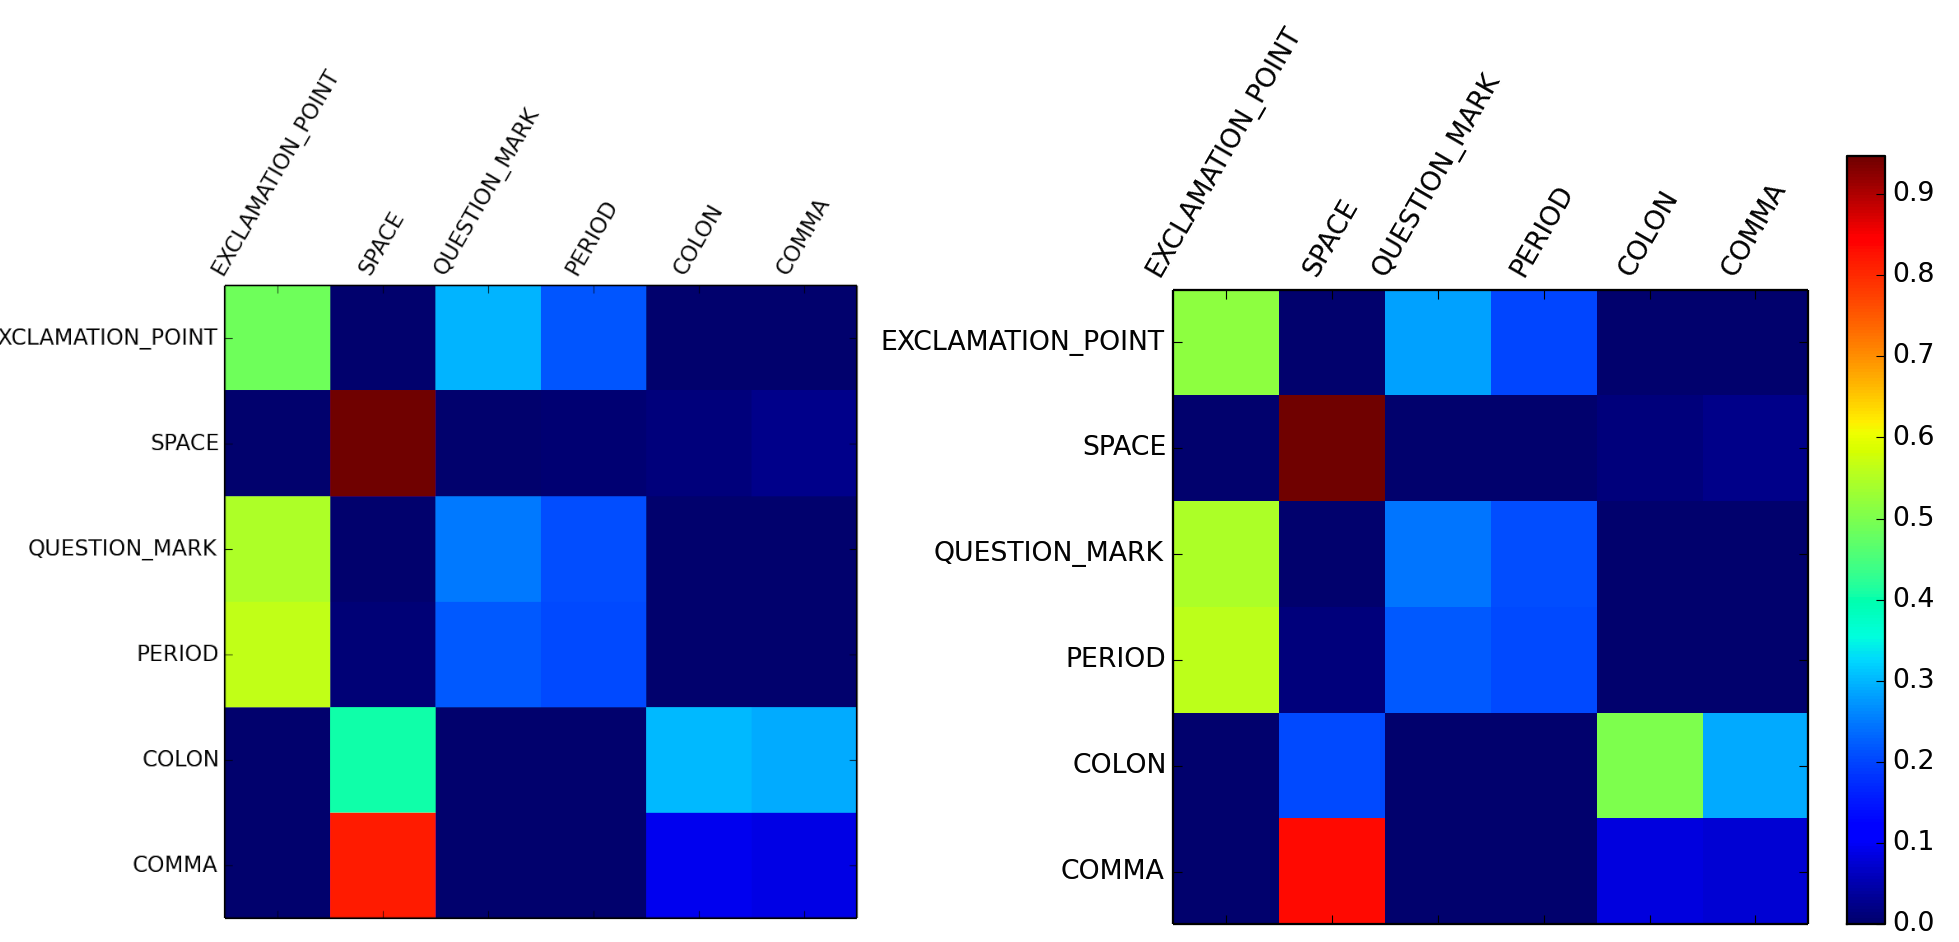 EXCLAMATION_POINT
SPACE
QUESTION_MARK
PERIOD
COLON
COMMA
XCLAMATION_POINT
SPACE
QUESTION_MARK
PERIOD
COLON
COMMA
EXCLAMATION_POINT
SPACE
QUESTION_MARK
PERIOD
COLON
COMMA
EXCLAMATION_POINT
SPACE
QUESTION_MARK
PERIOD
COLON
COMMA
0.9
0.8
0.7
0.6
0.5
0.4
0.3
0.2
0.1
0.0